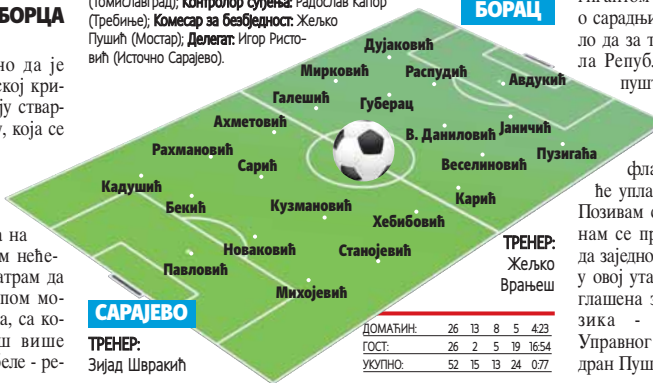 БОРЦА
но да је
ској кри-
ју ствар-
у, која се
а на
м неће-
атрам да
пом мо-
а, са ко-
ш више
реле - ре-
(Томиславград); Контролор суђења: Радослав Капор
(Требиње); Комесар за безбједност: Жељко
Пушић (Мостар); Делегат: Игор Ристо-
вић (Источно Сарајево).
БОРАЦ
Дујаковић
Мирковић
Распудић
Авдукић
Галешић
Губерац
Ахметовић
В. Даниловић
Јаничић
Рахмановић
Пузигаћа
Сарић
Веселиновић
Кадушић
Карић
Бекић
Кузмановић
Хебибовић
Новаковић
Станојевић
Павловић
Михојевић
ТРЕНЕР:
Жељко
Врањеш
САРАЈЕВО
ТРЕНЕР:
Зијад Швракић
ДОМАЋИН: 26 13 8 5 4:23
ГОСТ: 26 2 5 19 16:54
УКУПНО: 52 15 13 24 0:77
о сарадњи
ло да за т
ла Републ
пушт
фла
ће упла
Позивам с
нам се пр
да заједно
у овој ута
глашена з
зика -
Управног
дран Пуш